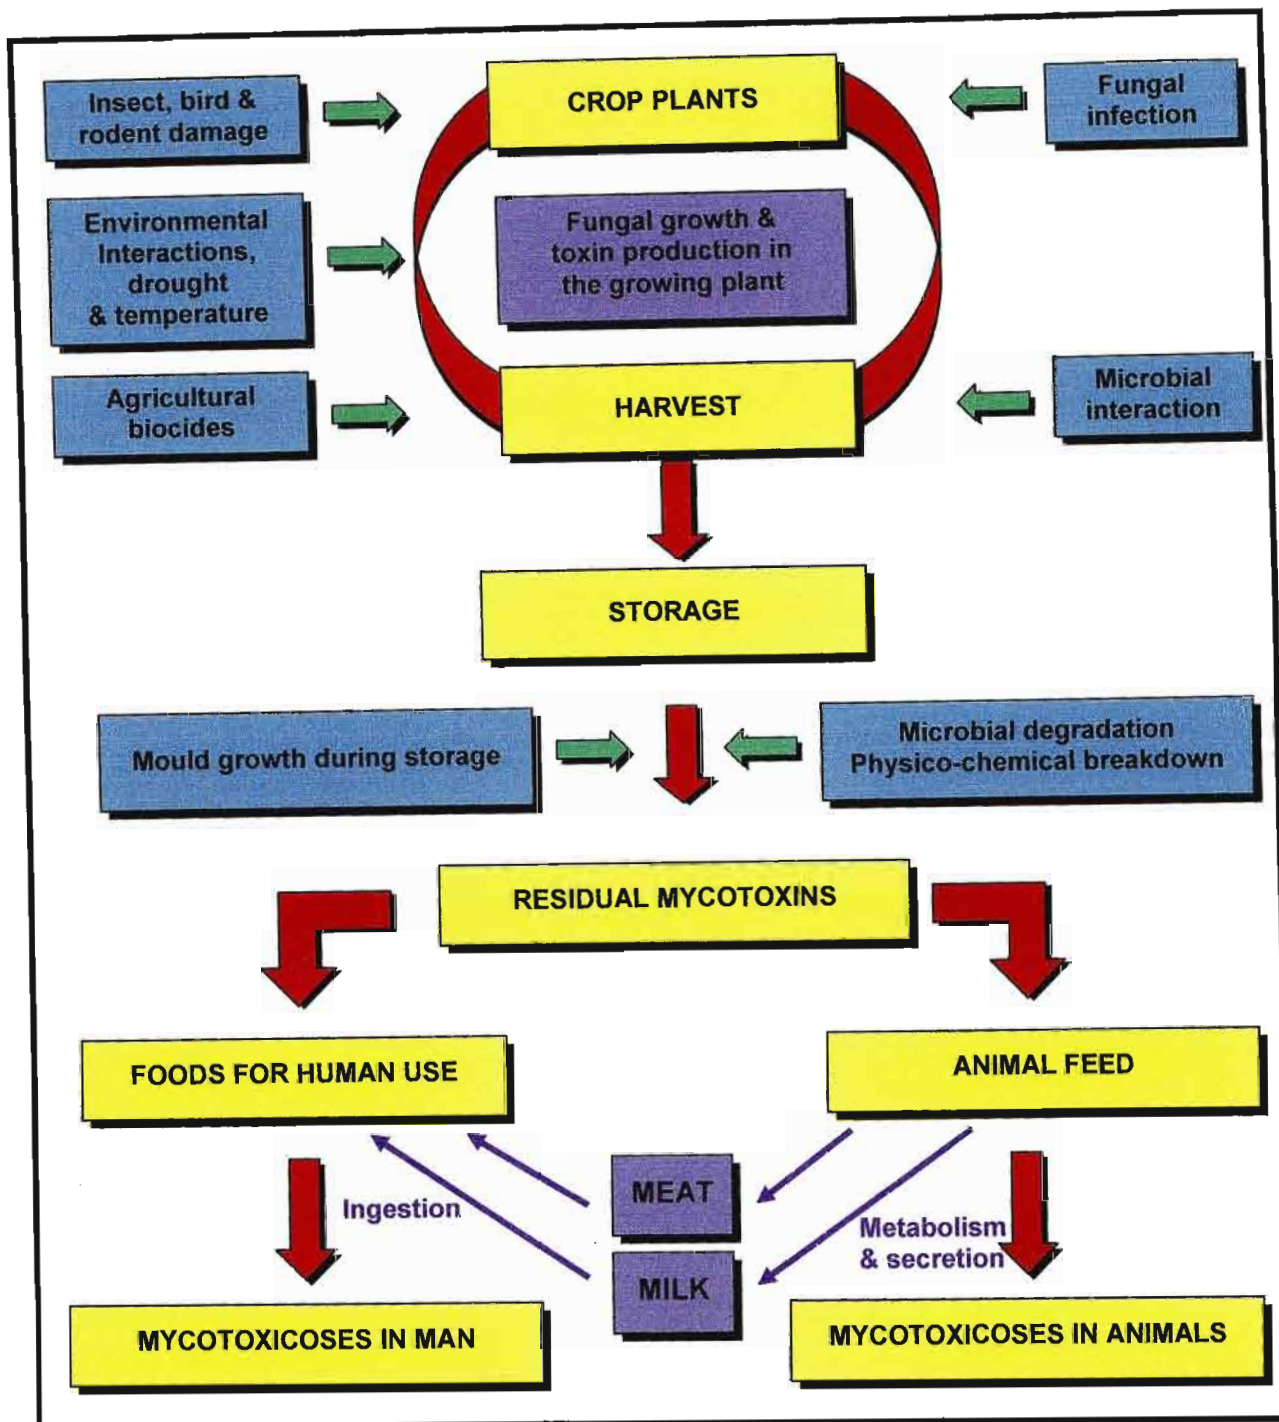 Insect, bird &
rodent damage
CROP PLANTS
Fungal
infection
Environmental
Interactions,
drought
& temperature
Fungal growth &
toxin production in
the growing plant
Agricultural
biocides
HARVEST
Microbial
interaction
STORAGE
Mould growth during storage
Microbial degradation
Physico-chemical breakdown
RESIDUAL MYCOTOXINS
FOODS FOR HUMAN USE
ANIMAL FEED
Ingestion
MEAT
Metabolism
& secretion
MILK
MYCOTOXICOSES IN MAN
MYCOTOXICOSES IN ANIMALS